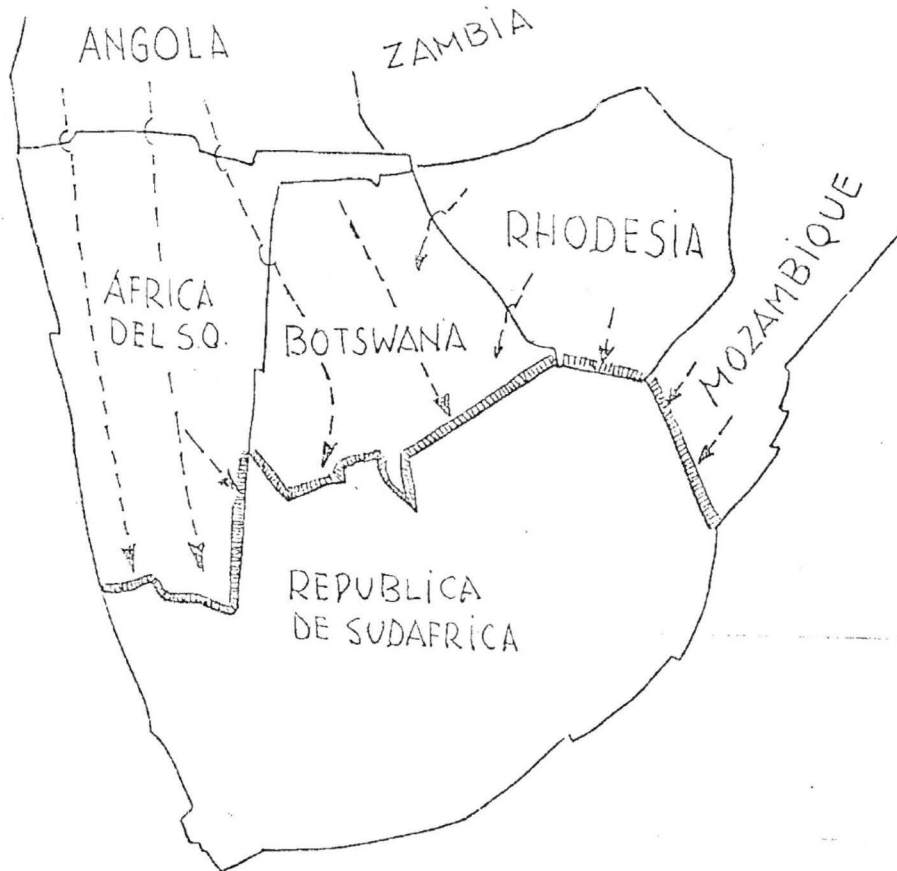 ANGOLA
ZAMBIA
RHODESIA
MOZAMBIQUE
AFRICA
DEL S.O.
BOTSWANA
REPUBLICA
DE SUDAFRICA